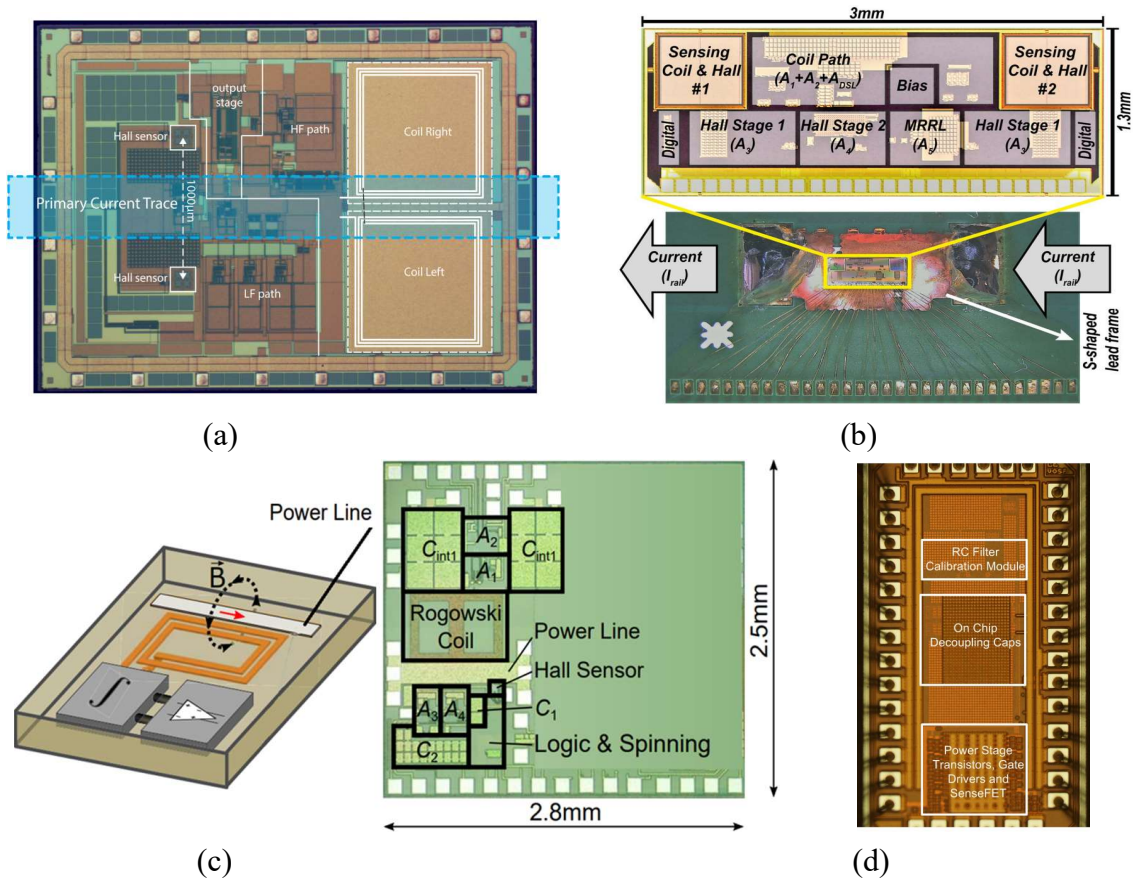 output
stage
Hall sensor
HF path
Coil Right
1000μm
Primary Current Trace
Hall sensor
LF path
Coil Left
(a)
3mm
Sensing
Coil & Hall
#1
Coil Path
(A1+A2+ADSL)
Bias
Sensing
Coil & Hall
#2
1.3mm
Digital
Hall Stage 1
(A3)
Hall Stage 2
(A4)
MRRL
(A5)
Hall Stage 1
(A3)
Digital
Current
(Irail)
Current
(Irail)
S-shaped
lead frame
(b)
Power Line
B
∫
Cint1
A2
A1
Cint1
Rogowski
Coil
Power Line
Hall Sensor
A3
A4
C1
C2
Logic & Spinning
2.5mm
2.8mm
(c)
RC Filter
Calibration Module
On Chip
Decoupling Caps
Power Stage
Transistors, Gate
Drivers and
SenseFET
(d)